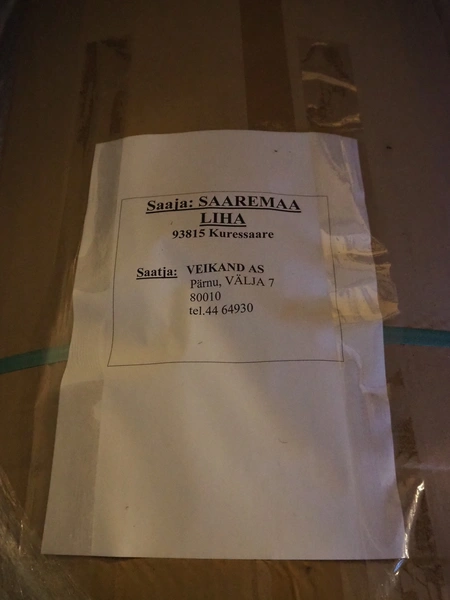 Saaja: SAAREMAA
LIHA
93815 Kuressaare
Saatja: VEIKAND AS
Pärnu, VÄLJA 7
80010
tel.44 64930